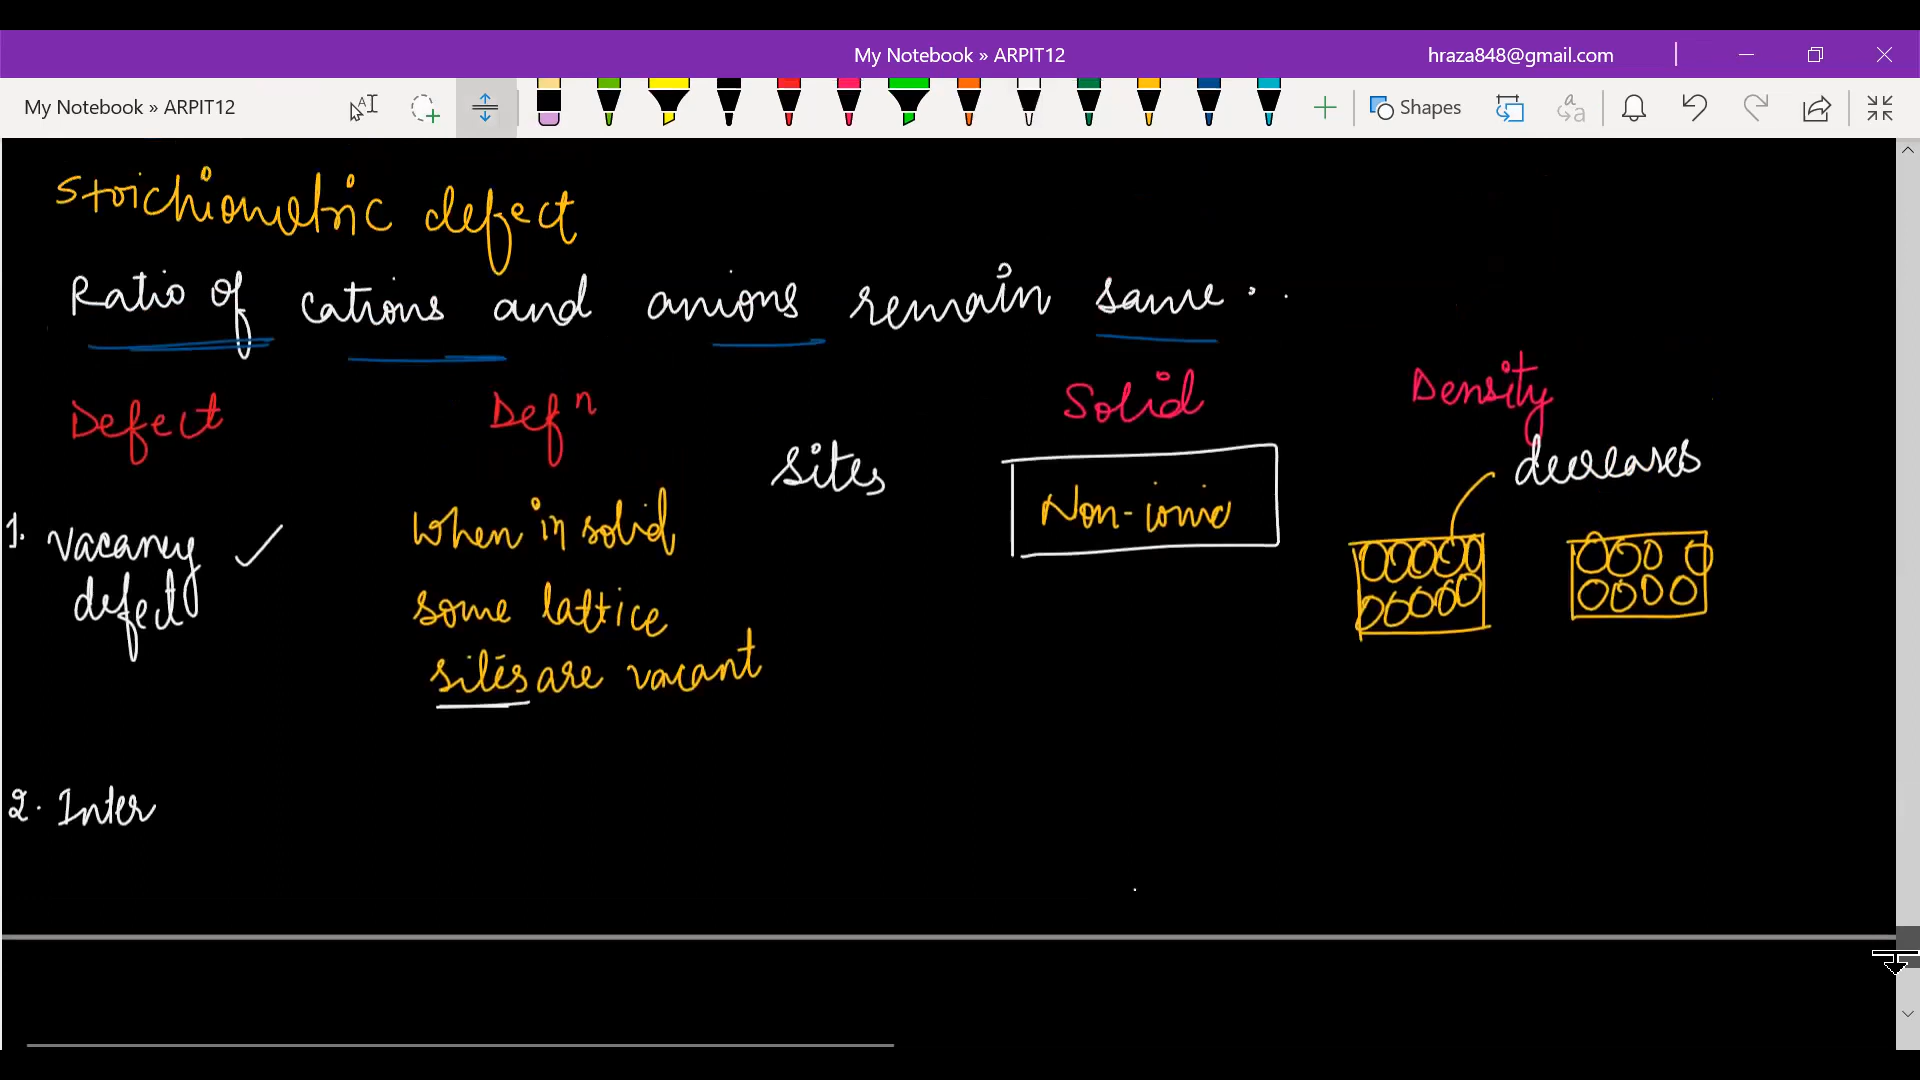 My Notebook » ARPIT12
hraza848@gmail.com
My Notebook » ARPIT12
Shapes
Stoichiometric defect
Ratio of cations and anions remain same..
Defect Defn Solid Density
sites decreases
Non-ionic
1. vacancy defect
When in solid
some lattice
sites are vacant
2. Inter